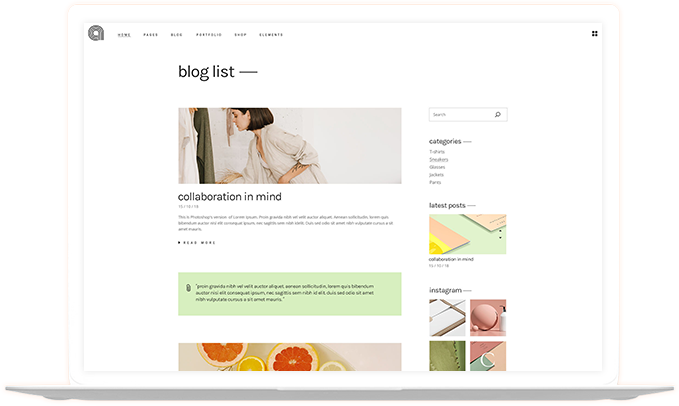 HOME PAGES BLOG PORTFOLIO SHOP ELEMENTS
blog list —
collaboration in mind
15 / 10 / 18
This is Photoshop's version of Lorem Ipsum. Proin gravida nibh vel velit auctor aliquet. Aenean sollicitudin, lorem quis,
bibendum auctor nisi elit consequat ipsum, nec sagittis sem nibh id elit. Duis sed odio sit amet nibh vulputate cursus a sit
amet mauris.
READ MORE
"proin gravida nibh vel velit auctor aliquet, aenean sollicitudin, lorem quis bibendum
auctor nisi elit consequat ipsum, nec sagittis sem nibh id elit. duis sed odio sit amet
nibh vulputate cursus a sit amet mauris."
Search
categories —
T-shirts
Sneakers
Glasses
Jackets
Pants
latest posts —
collaboration in mind
15 / 10 / 18
instagram —
C